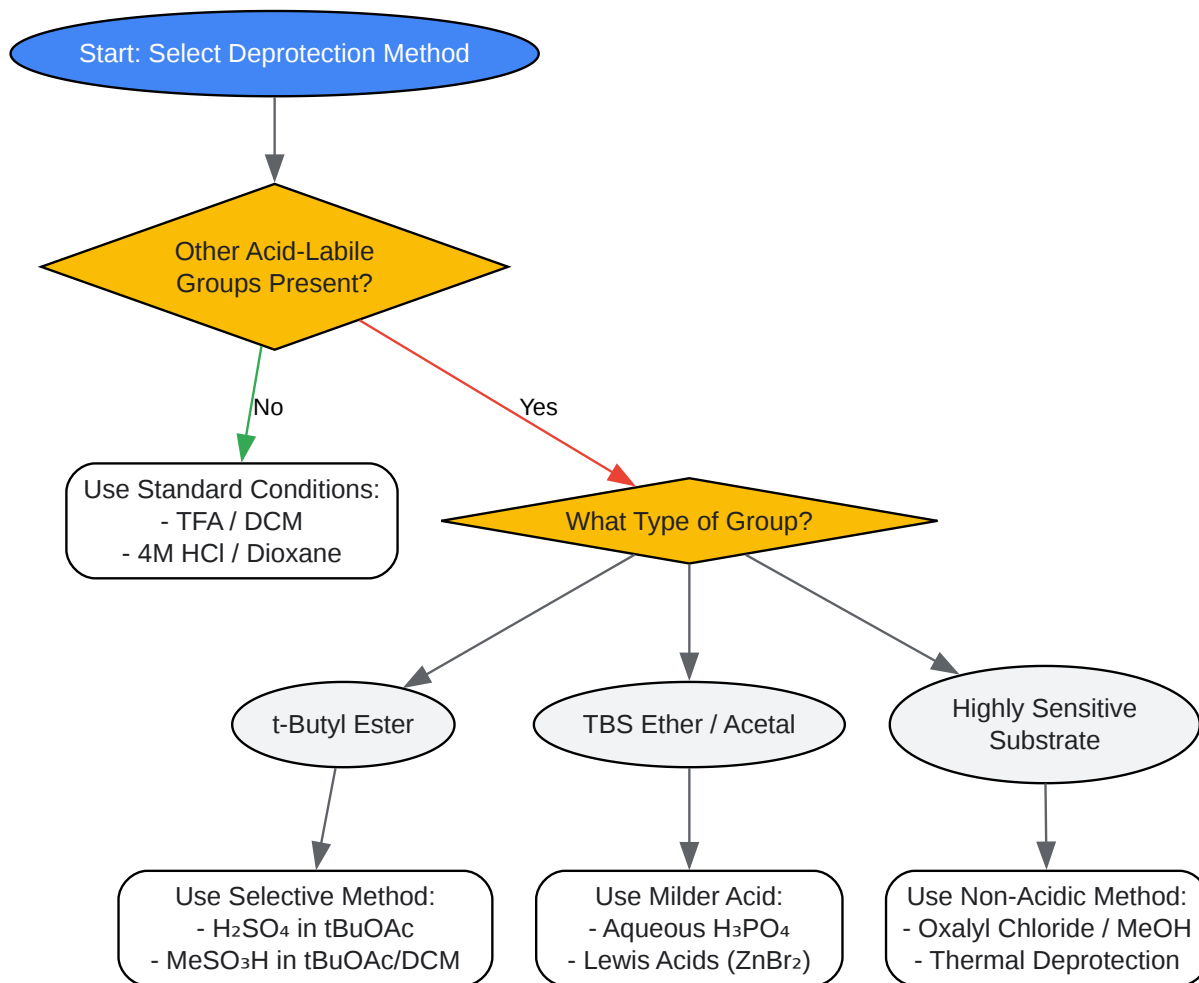 Start: Select Deprotection Method
Other Acid-Labile
Groups Present?
No
Yes
Use Standard Conditions:
- TFA / DCM
- 4M HCl / Dioxane
What Type of Group?
t-Butyl Ester
TBS Ether / Acetal
Highly Sensitive
Substrate
Use Selective Method:
- H₂SO₄ in tBuOAc
- MeSO₃H in tBuOAc/DCM
Use Milder Acid:
- Aqueous H₃PO₄
- Lewis Acids (ZnBr₂)
Use Non-Acidic Method:
- Oxalyl Chloride / MeOH
- Thermal Deprotection